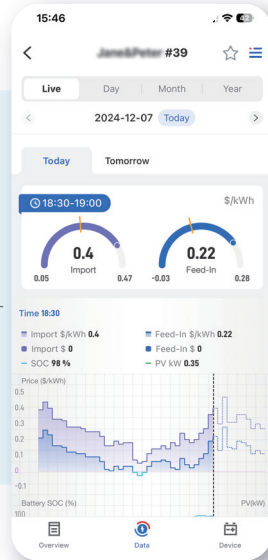 15:46
42
#39
Live Day Month Year
2024-12-07 Today
Today Tomorrow
18:30-19:00 $/kWh
0.4 0.22
Import Feed-In
0.05 0.47 -0.03 0.28
Time 18:30
Import $/kWh 0.4 Feed-In $/kWh 0.22
Import $ 0 Feed-In $ 0
SOC 98 % PV kW 0.35
Price ($/kWh)
0.5
0.4
0.3
0.2
0.1
0
-0.1
Battery SOC (%) PV(kW)
100
Overview Data Device